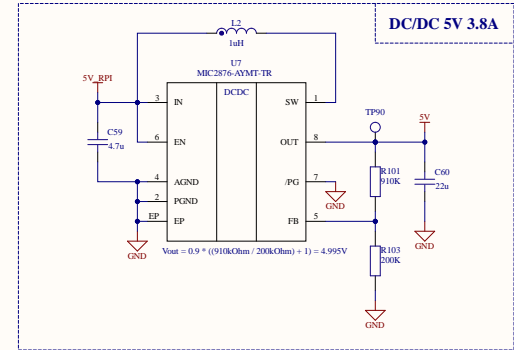 DC/DC 5V 3.8A
L2
1uH
U7
MIC2876-AYMT-TR
DCDC
5V_RPI
3
IN
SW
1
TP90
C59
4.7u
6
EN
OUT
8
5V
4
AGND
/PG
7
R101
910K
C60
22u
2
PGND
GND
EP
EP
FB
5
GND
GND
Vout = 0.9 * ((910kOhm / 200kOhm) + 1) = 4.995V
R103
200K
GND